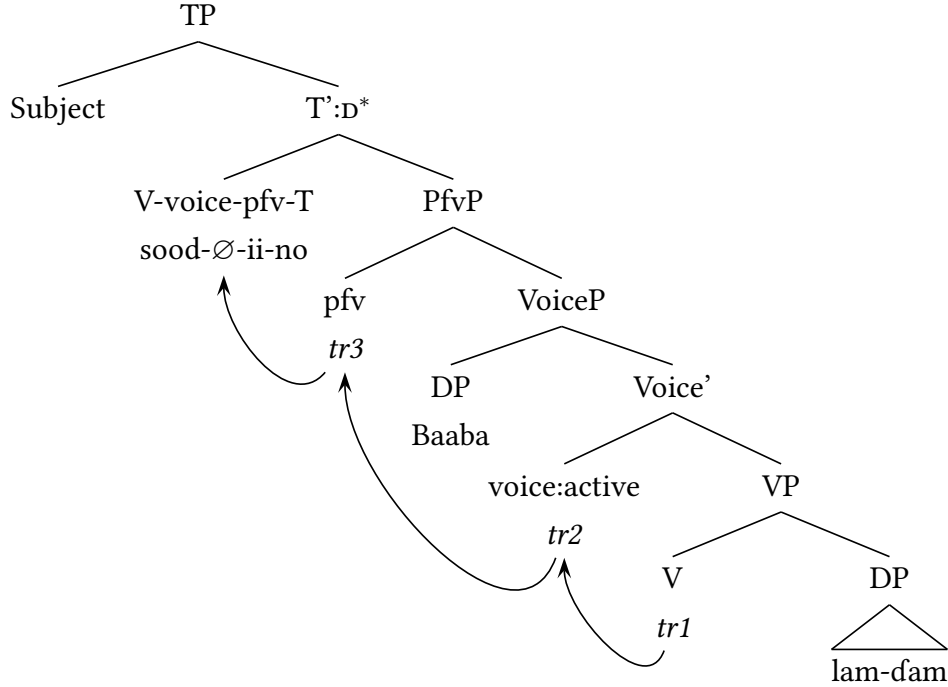 TP
Subject T’:ᴅ*
V-voice-pfv-T PfvP
sood-∅-ii-no
pfv VoiceP
tr3
DP Voice’
Baaba
voice:active VP
tr2
V DP
tr1
lam-ɗam